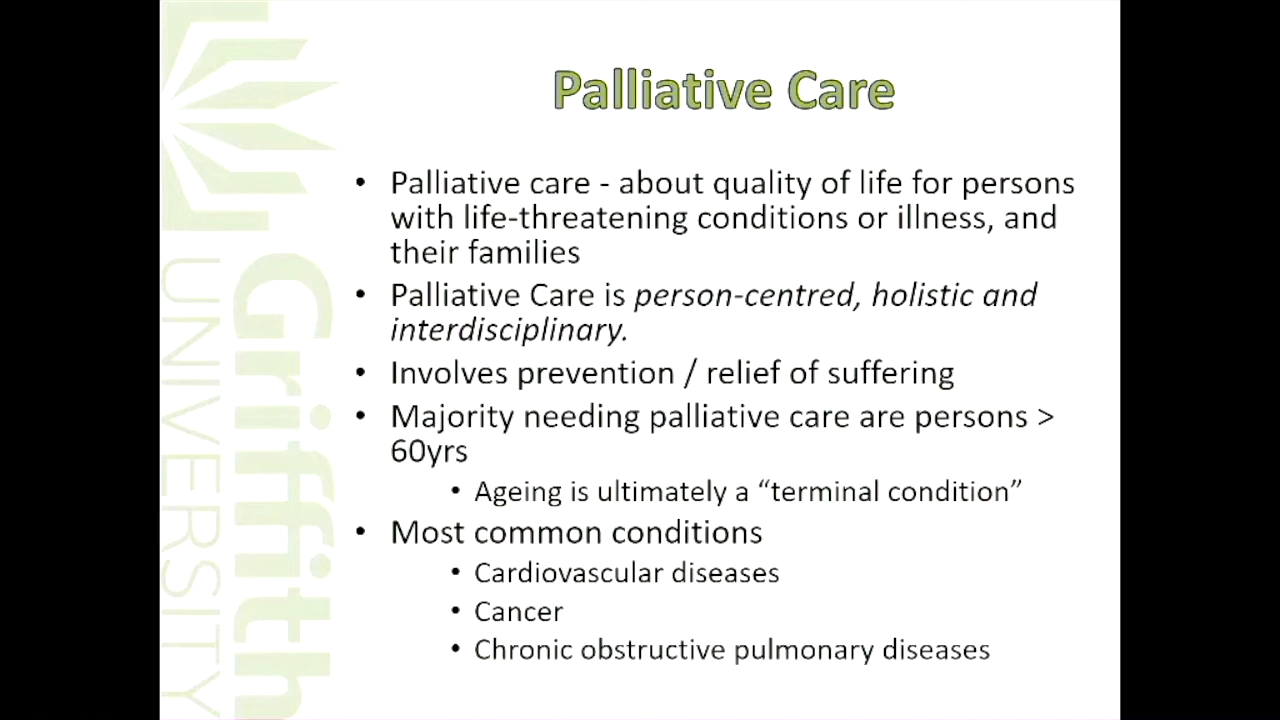 Palliative Care
• Palliative care - about quality of life for persons
with life-threatening conditions or illness, and
their families
• Palliative Care is person-centred, holistic and
interdisciplinary.
• Involves prevention / relief of suffering
• Majority needing palliative care are persons >
60yrs
• Ageing is ultimately a “terminal condition”
• Most common conditions
• Cardiovascular diseases
• Cancer
• Chronic obstructive pulmonary diseases
Griffith
UNIVERSITY